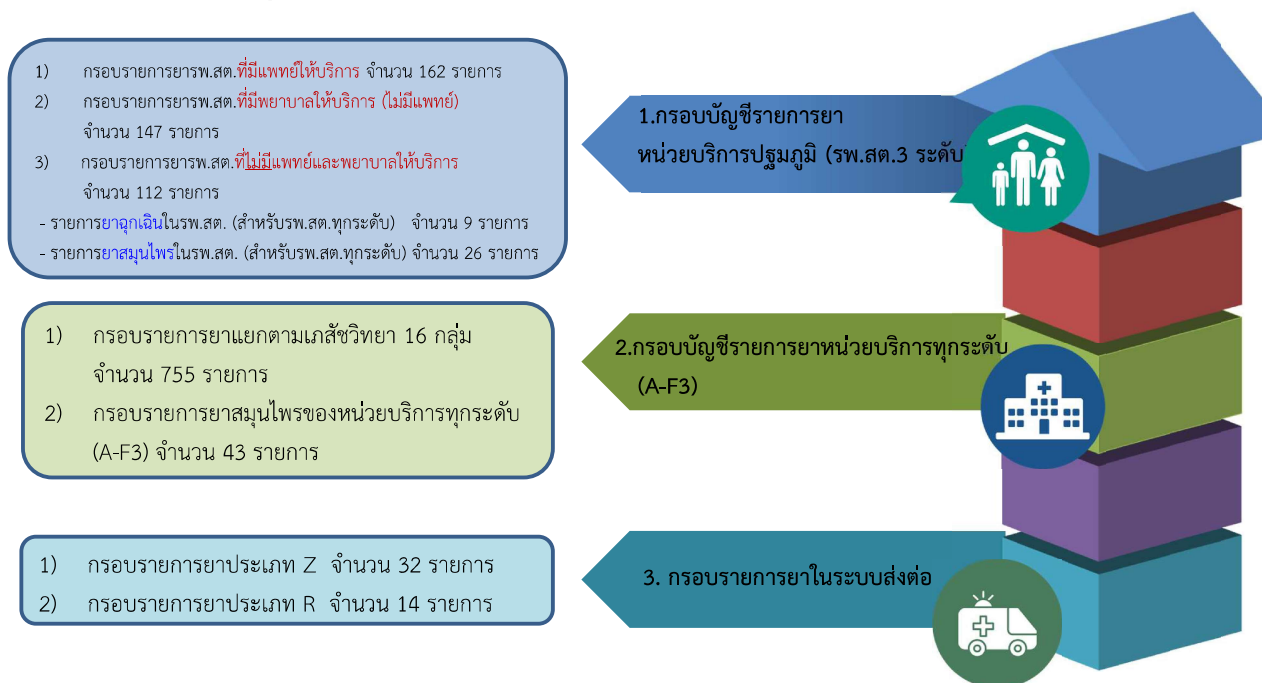 1) กรอบรายการยารพ.สต.ที่มีแพทย์ให้บริการ จำนวน 162 รายการ
2) กรอบรายการยารพ.สต.ที่มีพยาบาลให้บริการ (ไม่มีแพทย์)
จำนวน 147 รายการ
3) กรอบรายการยารพ.สต.ที่ไม่มีแพทย์และพยาบาลให้บริการ
จำนวน 112 รายการ
- รายการยาฉุกเฉินในรพ.สต. (สำหรับรพ.สต.ทุกระดับ) จำนวน 9 รายการ
- รายการยาสมุนไพรในรพ.สต. (สำหรับรพ.สต.ทุกระดับ) จำนวน 26 รายการ
1.กรอบบัญชีรายการยา
หน่วยบริการปฐมภูมิ (รพ.สต.3 ระดับ)
1) กรอบรายการยาแยกตามเภสัชวิทยา 16 กลุ่ม
จำนวน 755 รายการ
2) กรอบรายการยาสมุนไพรของหน่วยบริการทุกระดับ
(A-F3) จำนวน 43 รายการ
2.กรอบบัญชีรายการยาหน่วยบริการทุกระดับ
(A-F3)
1) กรอบรายการยาประเภท Z จำนวน 32 รายการ
2) กรอบรายการยาประเภท R จำนวน 14 รายการ
3. กรอบรายการยาในระบบส่งต่อ